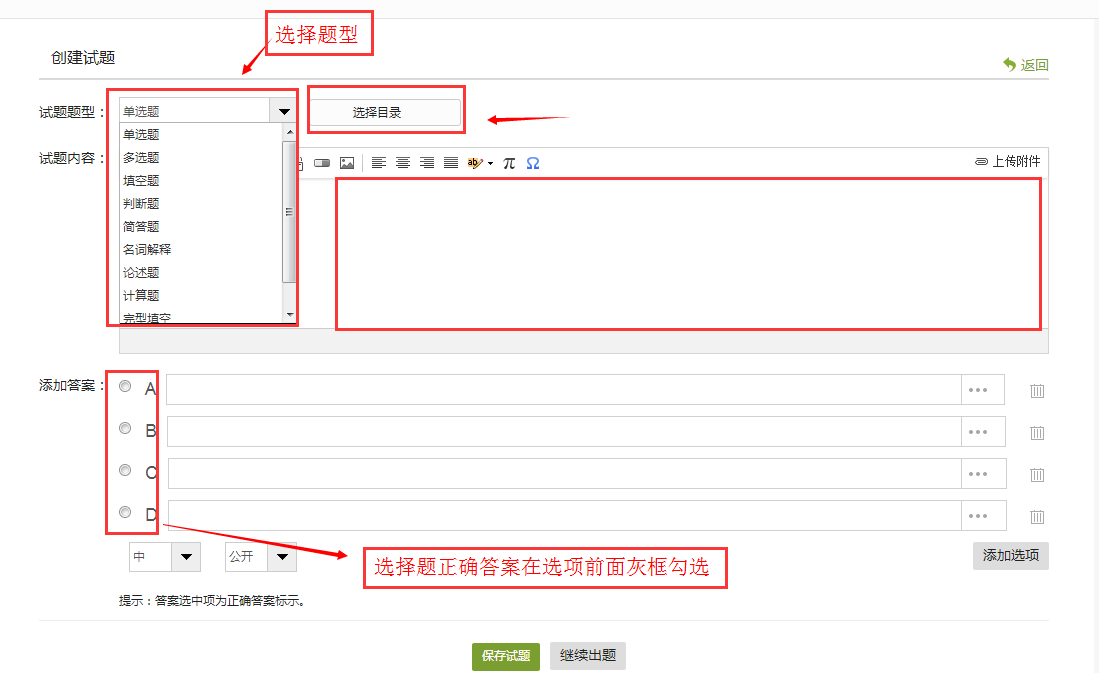 选择题型
创建试题
返回
试题题型：
单选题
选择目录
单选题
多选题
填空题
判断题
简答题
名词解释
论述题
计算题
完型填空
试题内容：
π Ω
上传附件
添加答案：
A
B
C
D
中
公开
选择题正确答案在选项前面灰框勾选
添加选项
提示：答案选中项为正确答案标示。
保存试题
继续出题